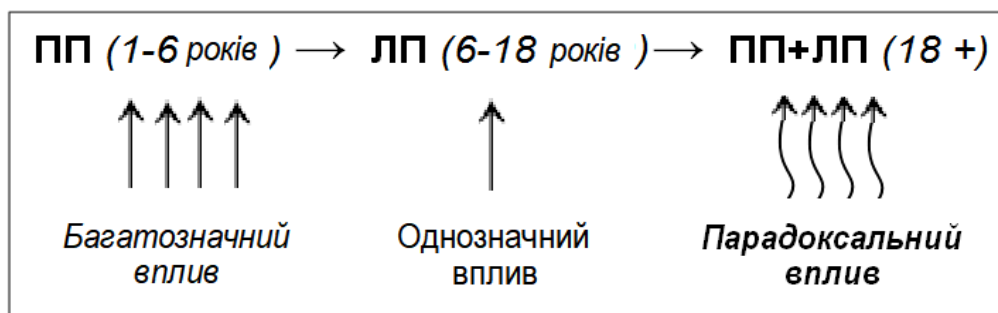 ПП (1-6 років ) → ЛП (6-18 років ) → ПП+ЛП (18 +)
Багатозначний
вплив
Однозначний
вплив
Парадоксальний
вплив